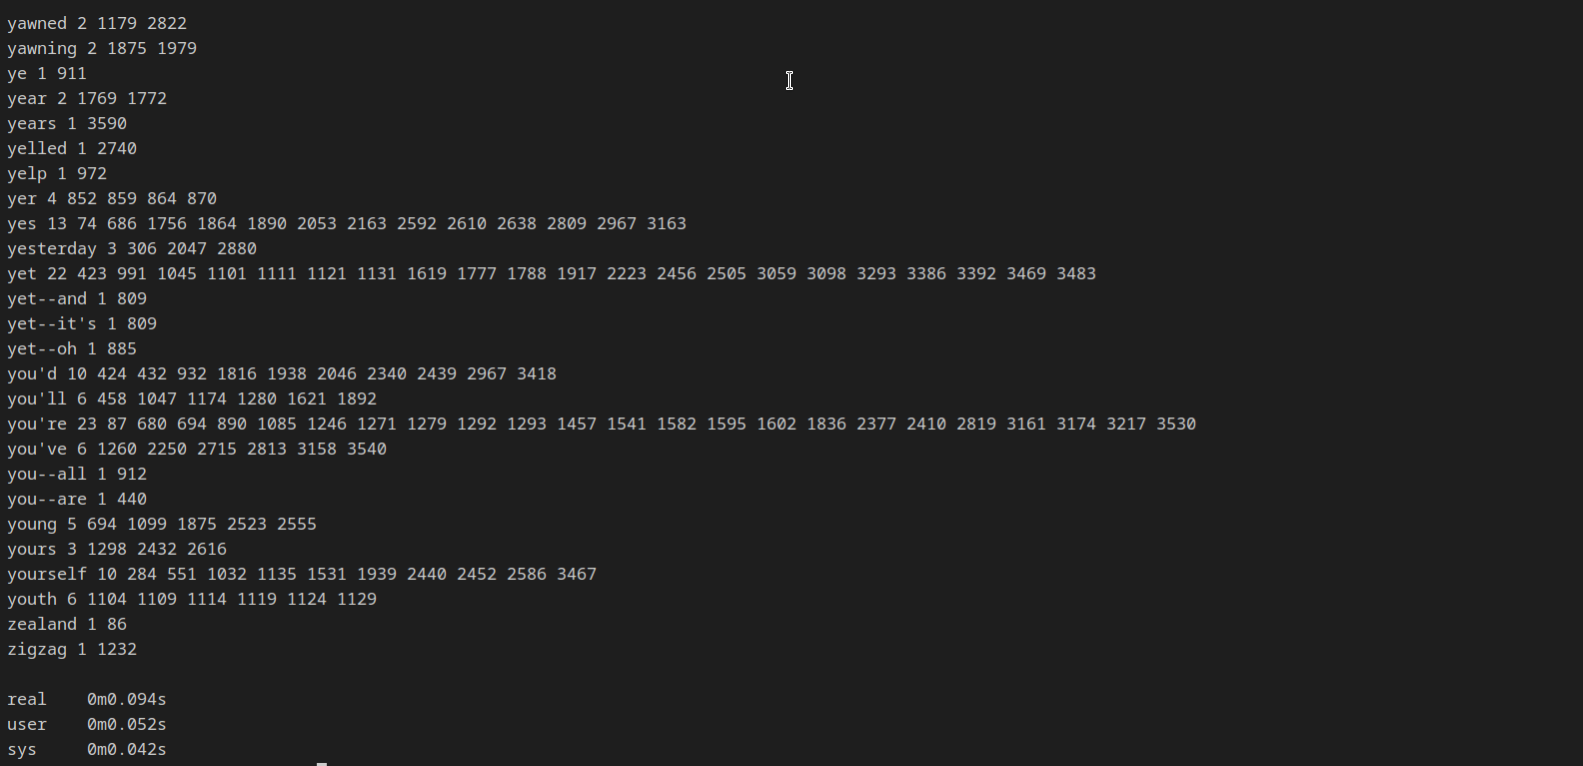 yawned 2 1179 2822
yawning 2 1875 1979
ye 1 911
year 2 1769 1772
years 1 3590
yelled 1 2740
yelp 1 972
yer 4 852 859 864 870
yes 13 74 686 1756 1864 1890 2053 2163 2592 2610 2638 2809 2967 3163
yesterday 3 306 2047 2880
yet 22 423 991 1045 1101 1111 1121 1131 1619 1777 1788 1917 2223 2456 2505 3059 3098 3293 3386 3392 3469 3483
yet--and 1 809
yet--it's 1 809
yet--oh 1 885
you'd 10 424 432 932 1816 1938 2046 2340 2439 2967 3418
you'll 6 458 1047 1174 1280 1621 1892
you're 23 87 680 694 890 1085 1246 1271 1279 1292 1293 1457 1541 1582 1595 1602 1836 2377 2410 2819 3161 3174 3217 3530
you've 6 1260 2250 2715 2813 3158 3540
you--all 1 912
you--are 1 440
young 5 694 1099 1875 2523 2555
yours 3 1298 2432 2616
yourself 10 284 551 1032 1135 1531 1939 2440 2452 2586 3467
youth 6 1104 1109 1114 1119 1124 1129
zealand 1 86
zigzag 1 1232
real 0m0.094s
user 0m0.052s
sys 0m0.042s